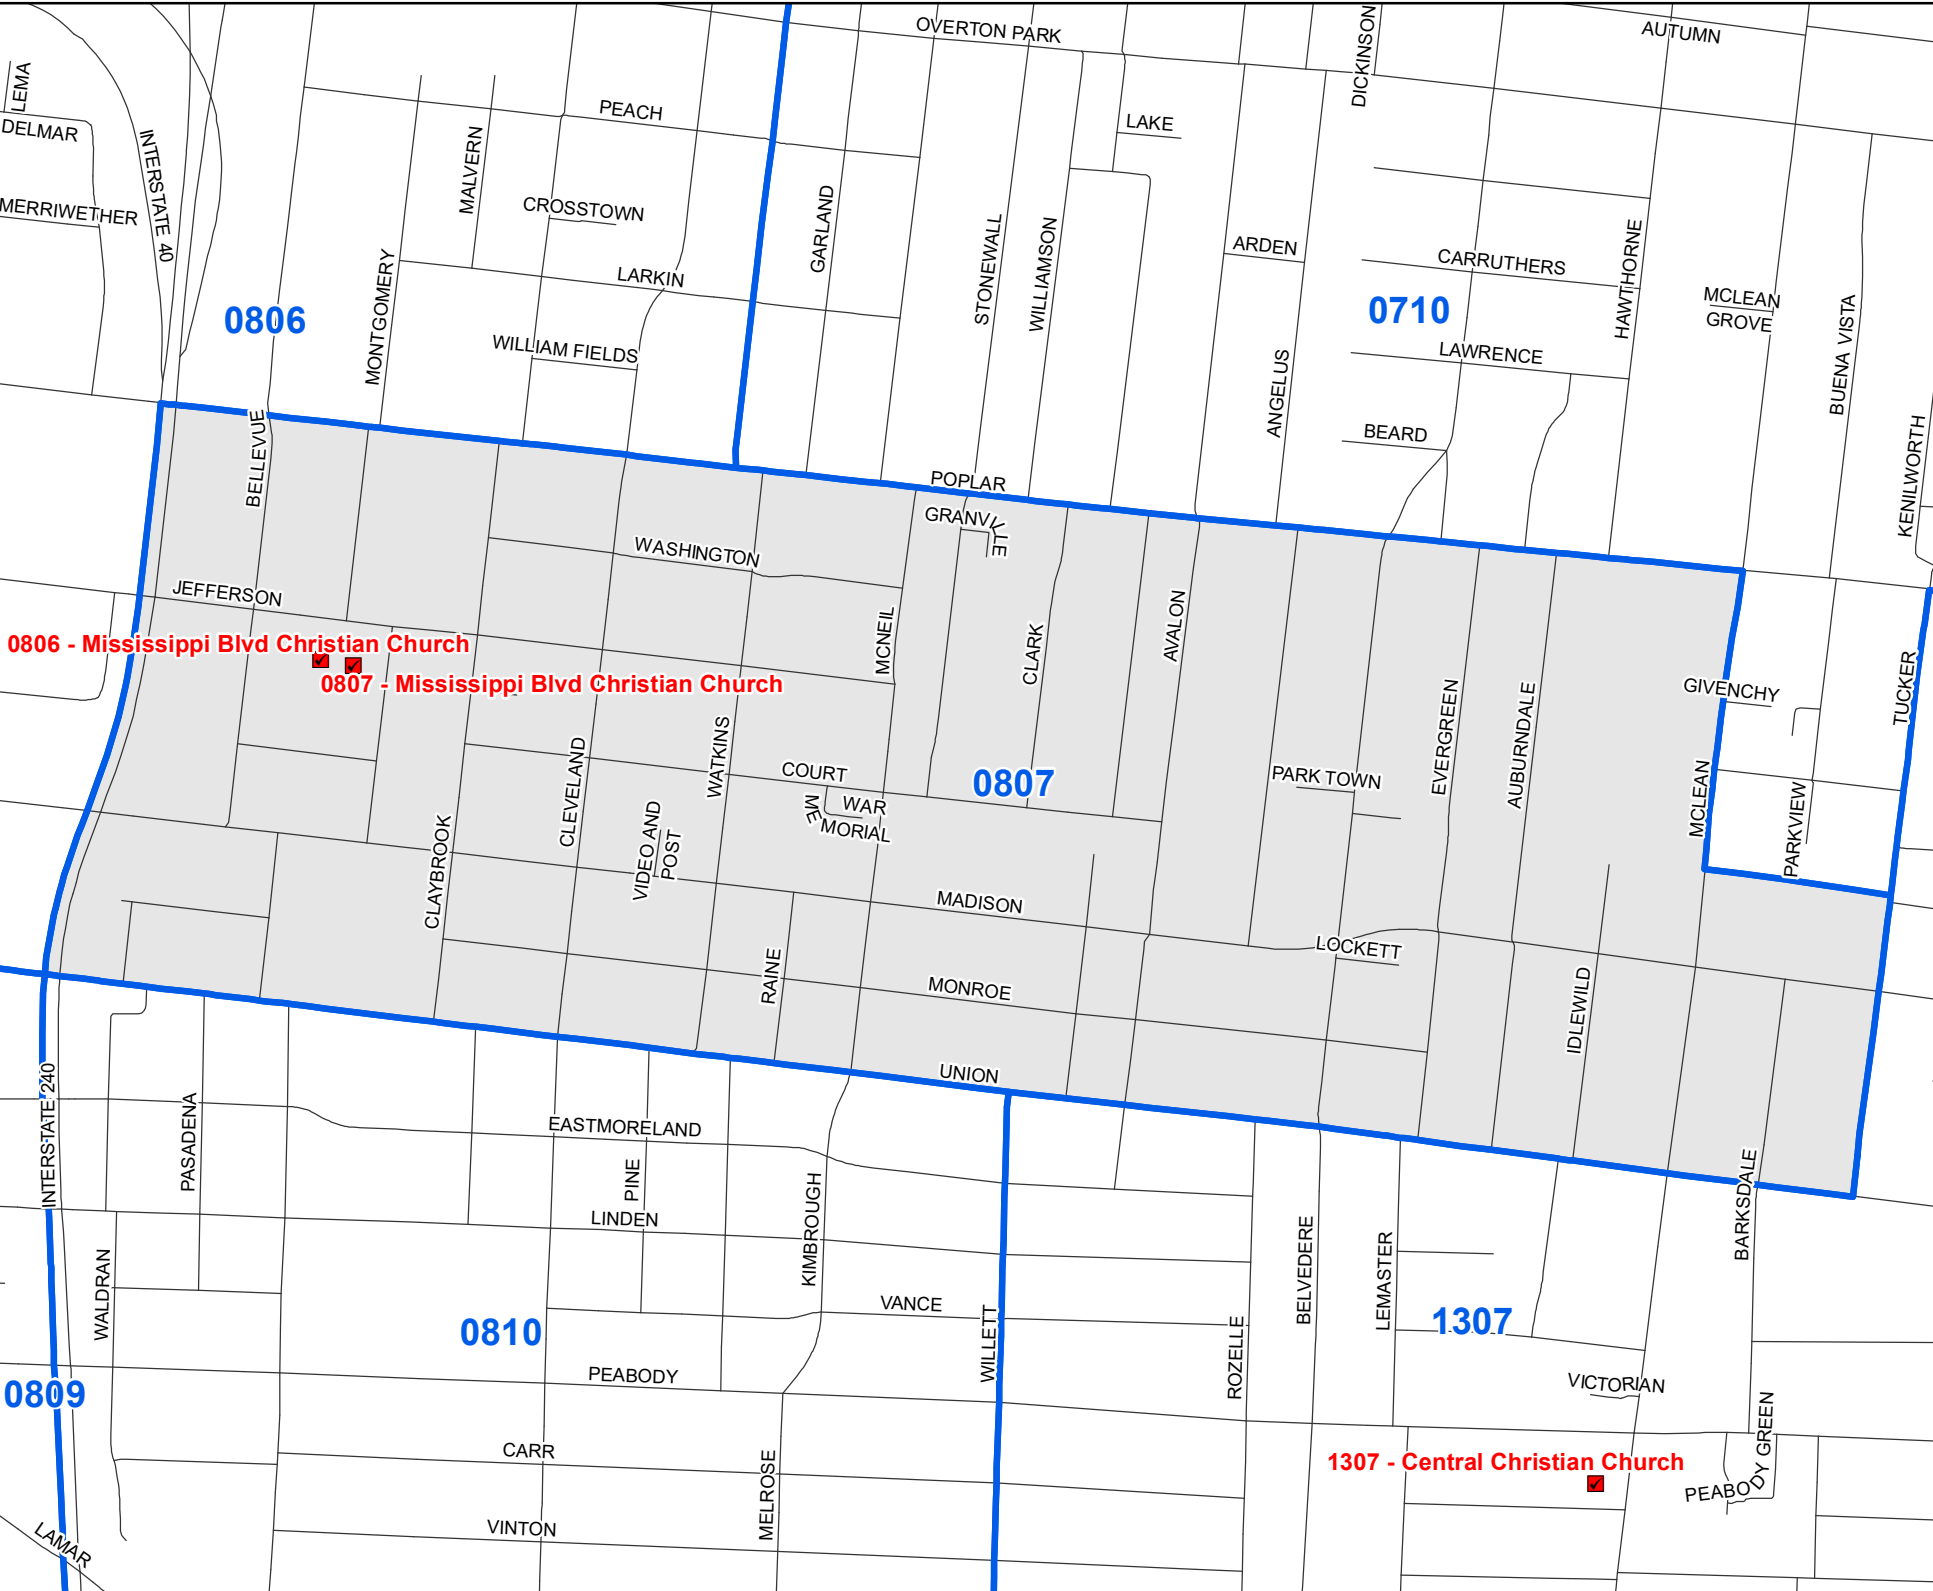 OVERTON PARK
AUTUMN
DICKINSON
LEMA
DELMAR
PEACH
LAKE
INTERSTATE 40
MALVERN
MERRIWETHER
CROSSTOWN
GARLAND
STONEWALL
WILLIAMSON
ARDEN
CARRUTHERS
HAWTHORNE
LARKIN
MONTGOMERY
0806
0710
MCLEAN
GROVE
BUENA VISTA
WILLIAM FIELDS
LAWRENCE
ANGELUS
BEARD
KENILWORTH
BELLEVUE
POPLAR
GRANVILLE
WASHINGTON
JEFFERSON
MCNEIL
CLARK
AVALON
0806 - Mississippi Blvd Christian Church
0807 - Mississippi Blvd Christian Church
GIVENCHY
TUCKER
EVERGREEN
AUBURNDALE
WATKINS
CLEVELAND
COURT
0807
PARK TOWN
MCLEAN
PARKVIEW
WAR
MEMORIAL
VIDEO AND
POST
CLAYBROOK
MADISON
LOCKETT
RAINE
MONROE
IDLEWILD
UNION
INTERSTATE 240
PASADENA
EASTMORELAND
PINE
KIMBROUGH
BARKSDALE
LINDEN
BELVEDERE
LEMASTER
WALDRAN
VANCE
WILLETT
ROZELLE
0810
1307
PEABODY
VICTORIAN
0809
CARR
MELROSE
1307 - Central Christian Church
PEABODY GREEN
VINTON
LAMAR